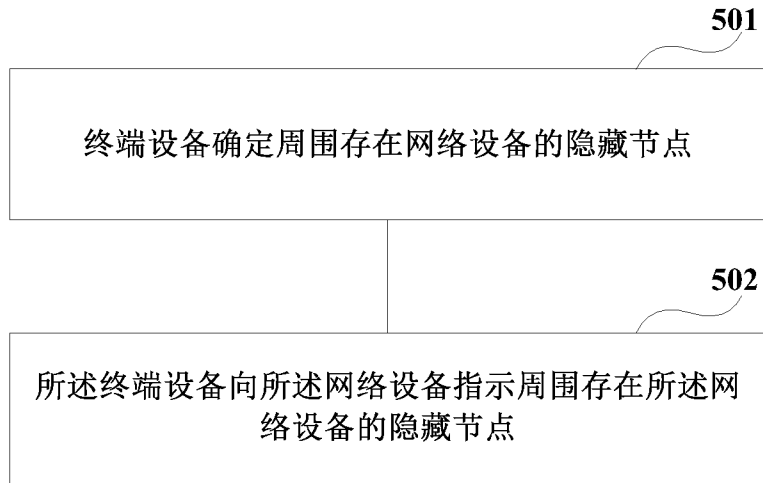 501
终端设备确定周围存在网络设备的隐藏节点
502
所述终端设备向所述网络设备指示周围存在所述网
络设备的隐藏节点